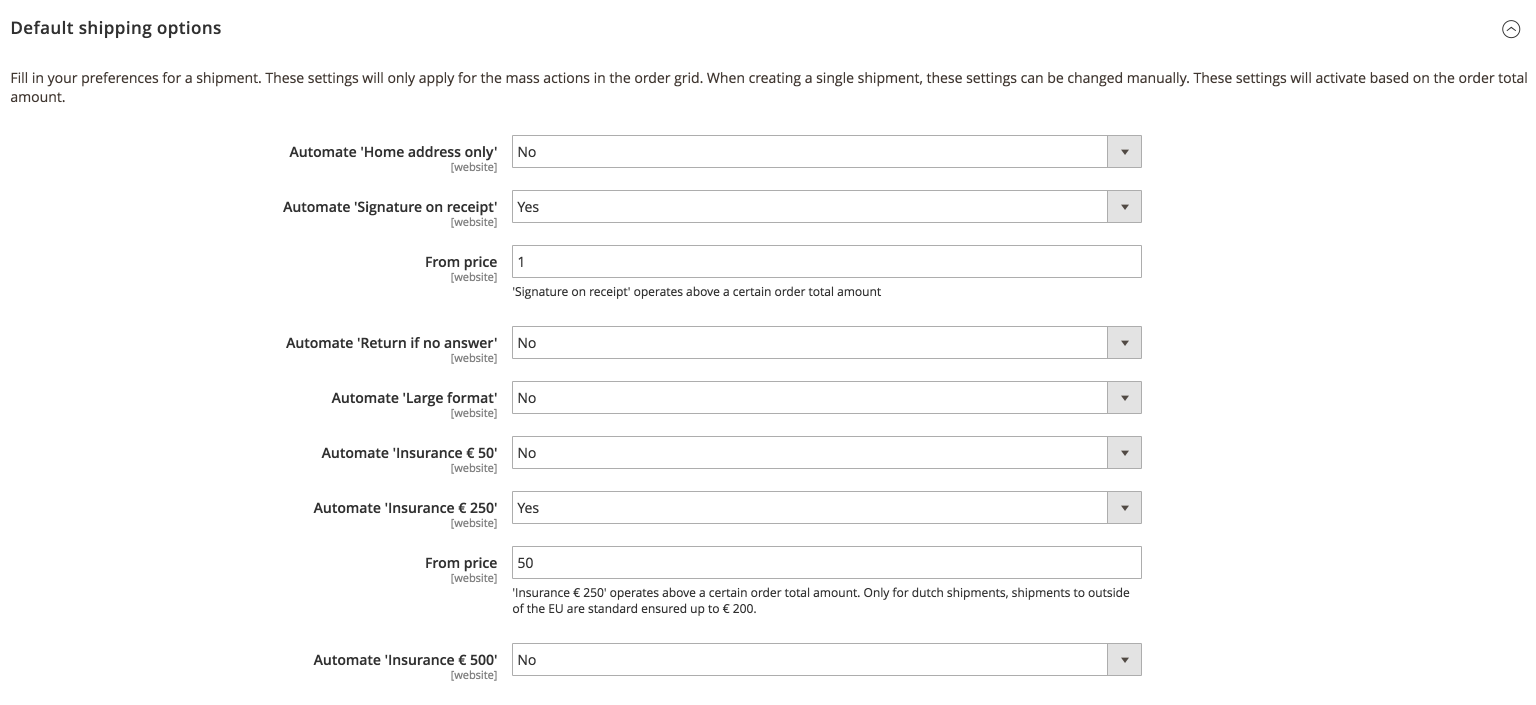 Default shipping options
Fill in your preferences for a shipment. These settings will only apply for the mass actions in the order grid. When creating a single shipment, these settings can be changed manually. These settings will activate based on the order total
amount.
Automate 'Home address only' No
[website]
Automate 'Signature on receipt' Yes
[website]
From price 1
[website]
'Signature on receipt' operates above a certain order total amount
Automate 'Return if no answer' No
[website]
Automate 'Large format' No
[website]
Automate 'Insurance € 50' No
[website]
Automate 'Insurance € 250' Yes
[website]
From price 50
[website]
'Insurance € 250' operates above a certain order total amount. Only for dutch shipments, shipments to outside
of the EU are standard ensured up to € 200.
Automate 'Insurance € 500' No
[website]